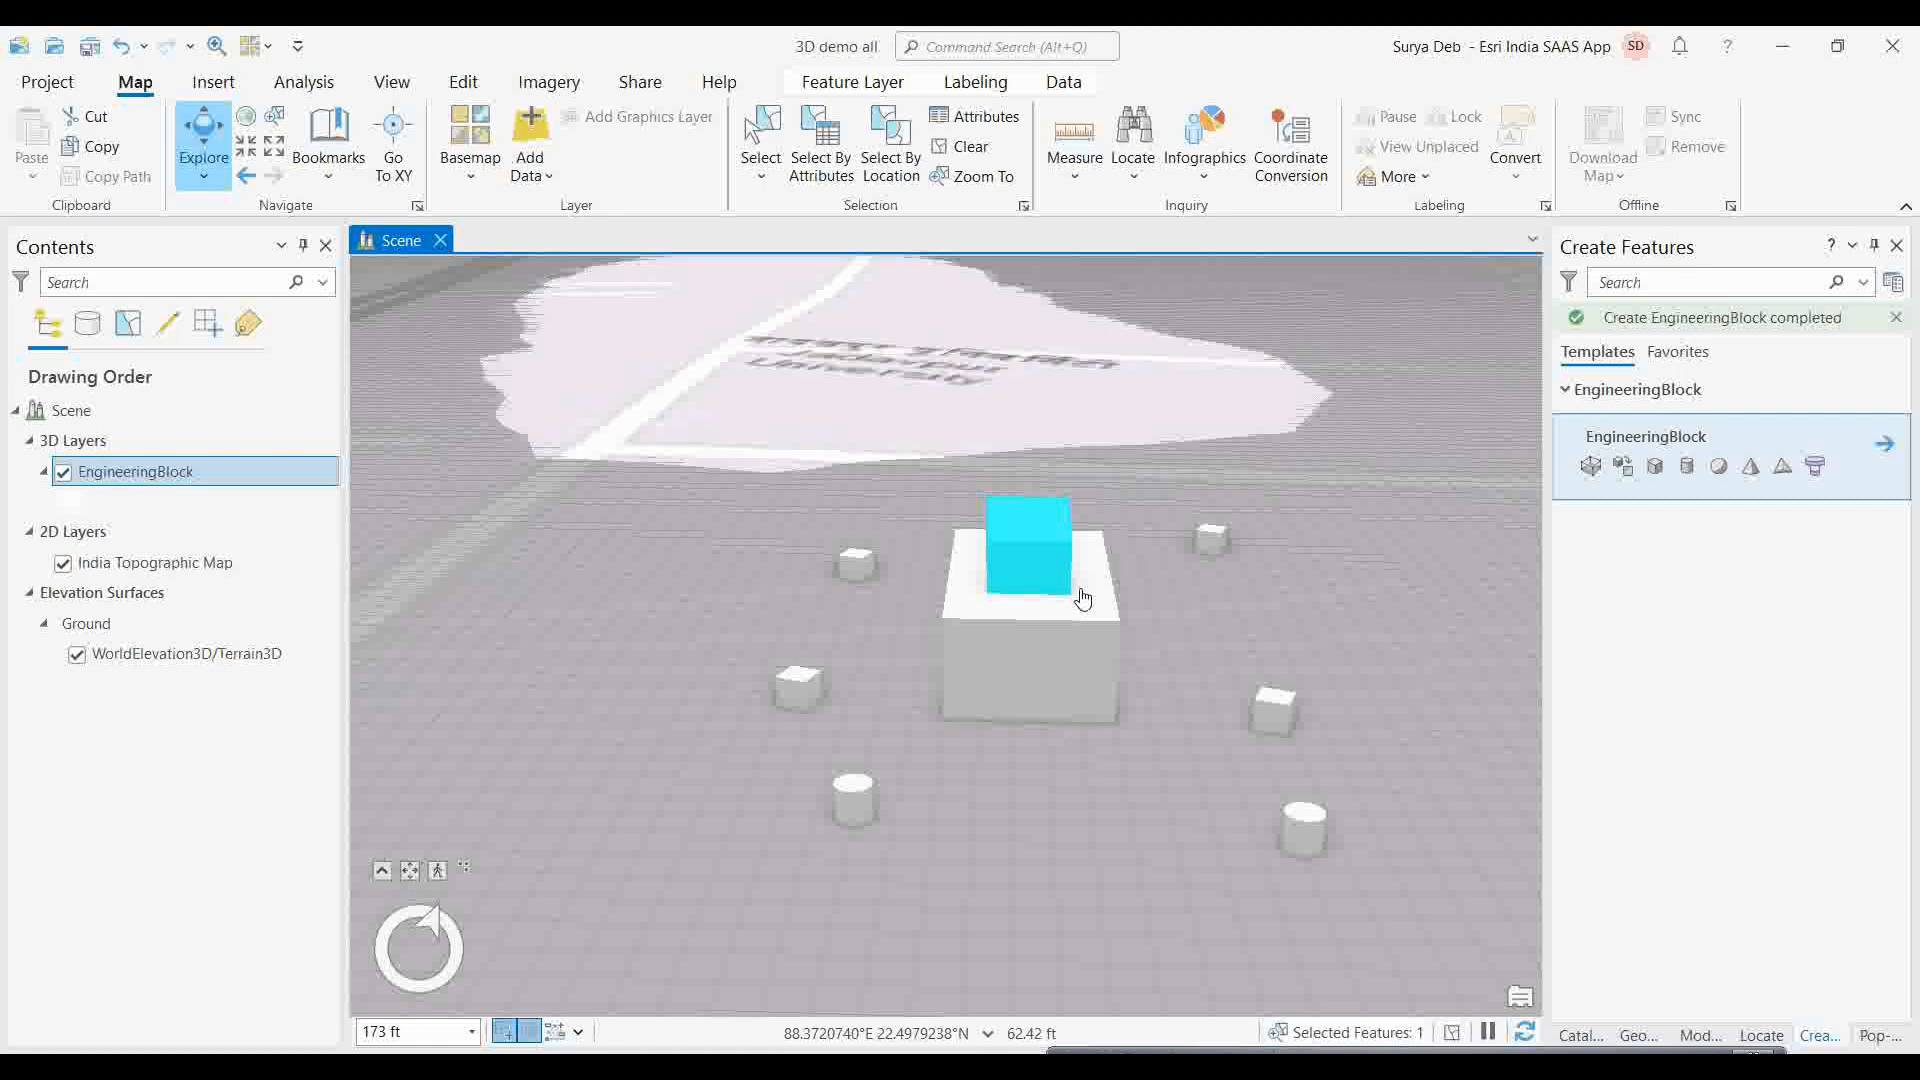 3D demo all
Command Search (Alt+Q)
Surya Deb - Esri India SAAS App
SD
?
Project
Map
Insert
Analysis
View
Edit
Imagery
Share
Help
Feature Layer
Labeling
Data
Paste
Cut
Copy
Copy Path
Clipboard
Explore
Bookmarks
Go
To XY
Navigate
Basemap
Add
Data
Add Graphics Layer
Layer
Select
Select By
Attributes
Select By
Location
Attributes
Clear
Zoom To
Selection
Measure
Locate
Infographics
Coordinate
Conversion
Inquiry
Pause
Lock
View Unplaced
More
Convert
Labeling
Download
Map
Sync
Remove
Offline
Contents
Search
Drawing Order
Scene
3D Layers
EngineeringBlock
2D Layers
India Topographic Map
Elevation Surfaces
Ground
WorldElevation3D/Terrain3D
Scene
University
173 ft
88.3720740°E 22.4979238°N
62.42 ft
Selected Features: 1
Create Features
?
Search
Create EngineeringBlock completed
Templates
Favorites
EngineeringBlock
EngineeringBlock
Catal...
Geo...
Mod...
Locate
Crea...
Pop-...